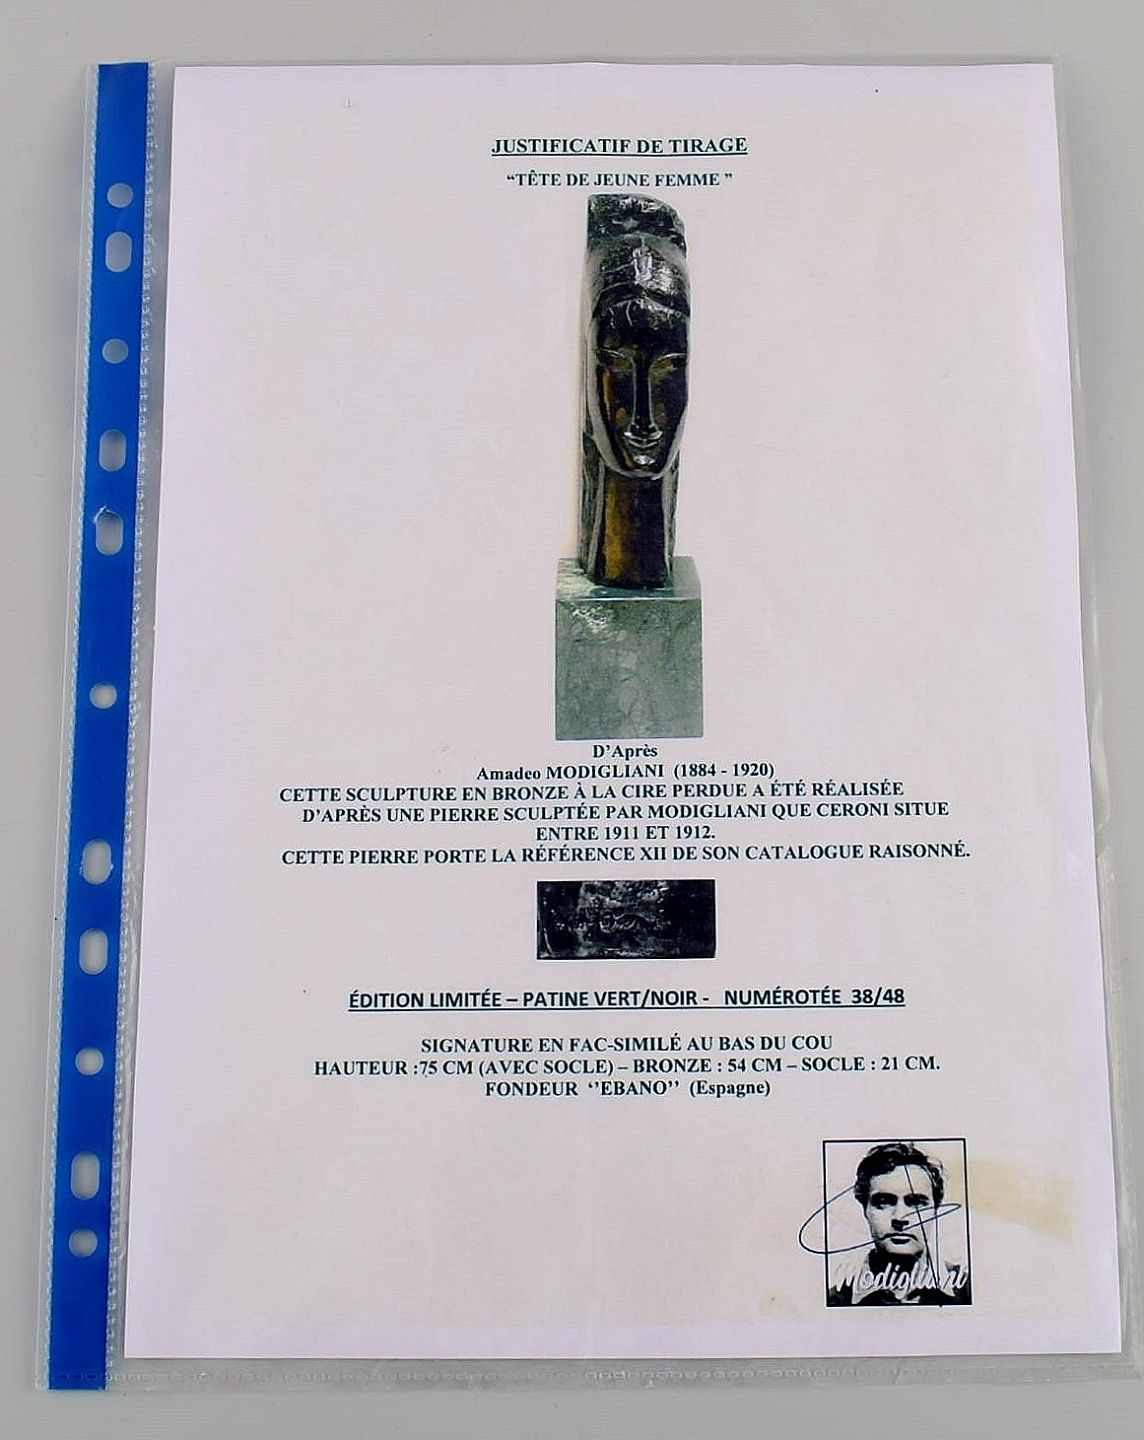 JUSTIFICATIF DE TIRAGE
“TÊTE DE JEUNE FEMME ”
D’Après
Amadeo MODIGLIANI (1884 - 1920)
CETTE SCULPTURE EN BRONZE À LA CIRE PERDUE A ÉTÉ RÉALISÉE
D’APRÈS UNE PIERRE SCULPTÉE PAR MODIGLIANI QUE CERONI SITUE
ENTRE 1911 ET 1912.
CETTE PIERRE PORTE LA RÉFÉRENCE XII DE SON CATALOGUE RAISONNÉ.
ÉDITION LIMITÉE – PATINE VERT/NOIR - NUMÉROTÉE 38/48
SIGNATURE EN FAC-SIMILÉ AU BAS DU COU
HAUTEUR :75 CM (AVEC SOCLE) – BRONZE : 54 CM – SOCLE : 21 CM.
FONDEUR ‘’EBANO’’ (Espagne)
Modigliani